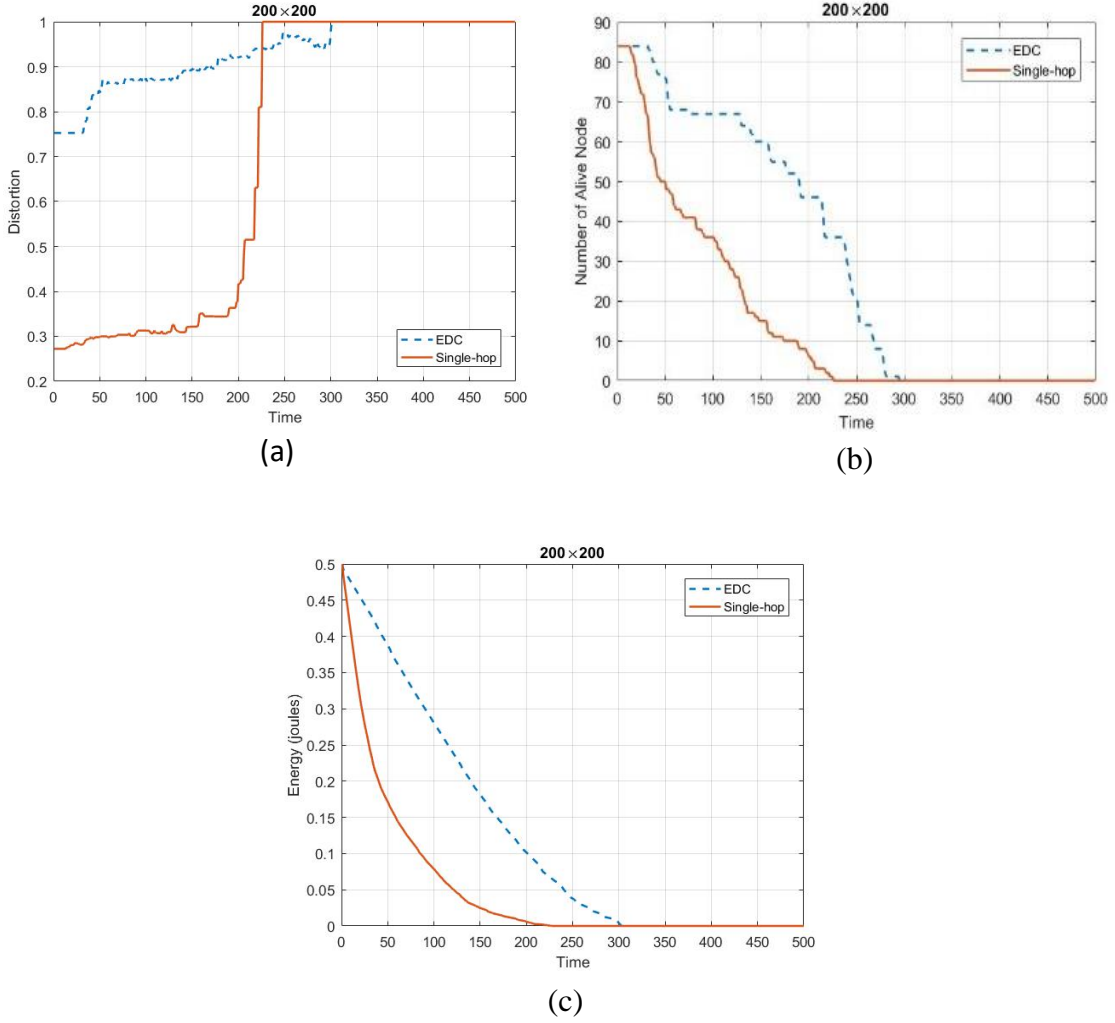 200×200
1
0.9
0.8
0.7
0.6
0.5
0.4
0.3
0.2
Distortion
EDC
Single-hop
0 50 100 150 200 250 300 350 400 450 500
Time
(a)
200×200
90
80
70
60
50
40
30
20
10
0
Number of Alive Node
EDC
Single-hop
0 50 100 150 200 250 300 350 400 450 500
Time
(b)
200×200
0.5
0.45
0.4
0.35
0.3
0.25
0.2
0.15
0.1
0.05
0
Energy (joules)
EDC
Single-hop
0 50 100 150 200 250 300 350 400 450 500
Time
(c)